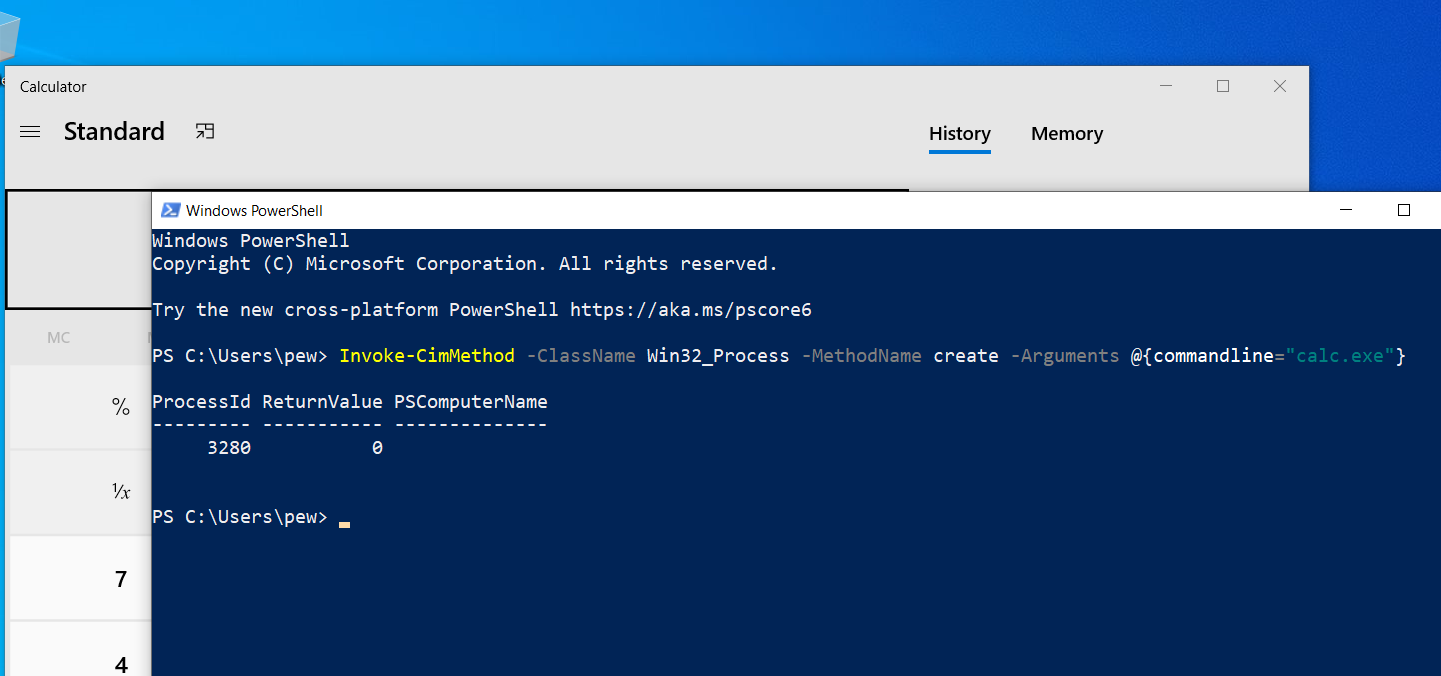 Calculator
Standard
History Memory
Windows PowerShell
Windows PowerShell
Copyright (C) Microsoft Corporation. All rights reserved.
Try the new cross-platform PowerShell https://aka.ms/pscore6
MC
PS C:\Users\pew> Invoke-CimMethod -ClassName Win32_Process -MethodName create -Arguments @{commandline="calc.exe"}
ProcessId ReturnValue PSComputerName
--------- ----------- --------------
3280 0
%
¹/x
PS C:\Users\pew>
7
4